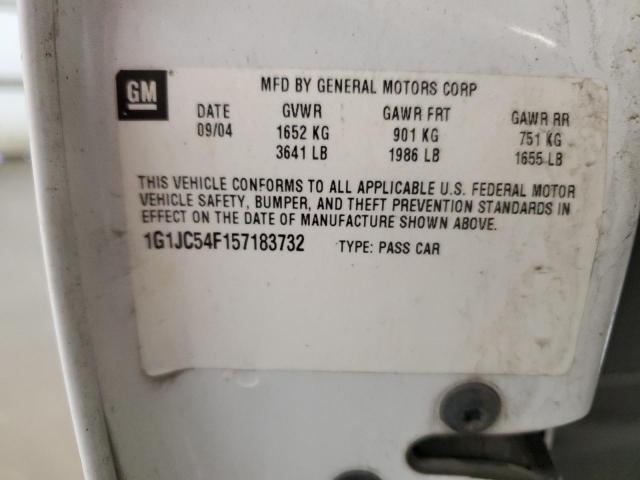 GM
MFD BY GENERAL MOTORS CORP
DATE GVWR GAWR FRT GAWR RR
09/04 1652 KG 901 KG 751 KG
3641 LB 1986 LB 1655 LB
THIS VEHICLE CONFORMS TO ALL APPLICABLE U.S. FEDERAL MOTOR
VEHICLE SAFETY, BUMPER, AND THEFT PREVENTION STANDARDS IN
EFFECT ON THE DATE OF MANUFACTURE SHOWN ABOVE.
1G1JC54F157183732 TYPE: PASS CAR